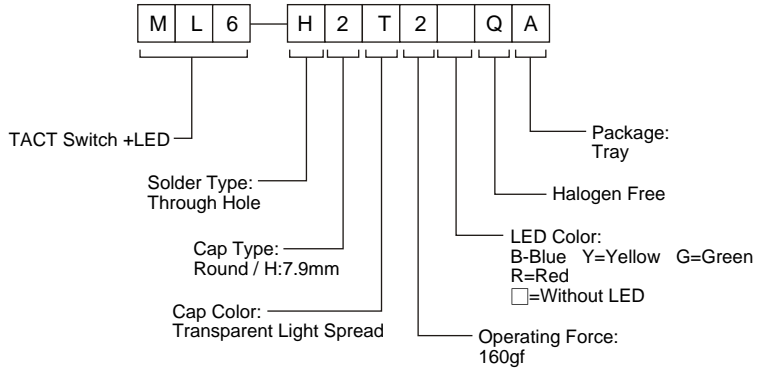 M L 6 H 2 T 2 Q A
TACT Switch +LED
Package:
Tray
Solder Type:
Through Hole
Halogen Free
Cap Type:
Round / H:7.9mm
LED Color:
B-Blue Y=Yellow G=Green
R=Red
□=Without LED
Cap Color:
Transparent Light Spread
Operating Force:
160gf